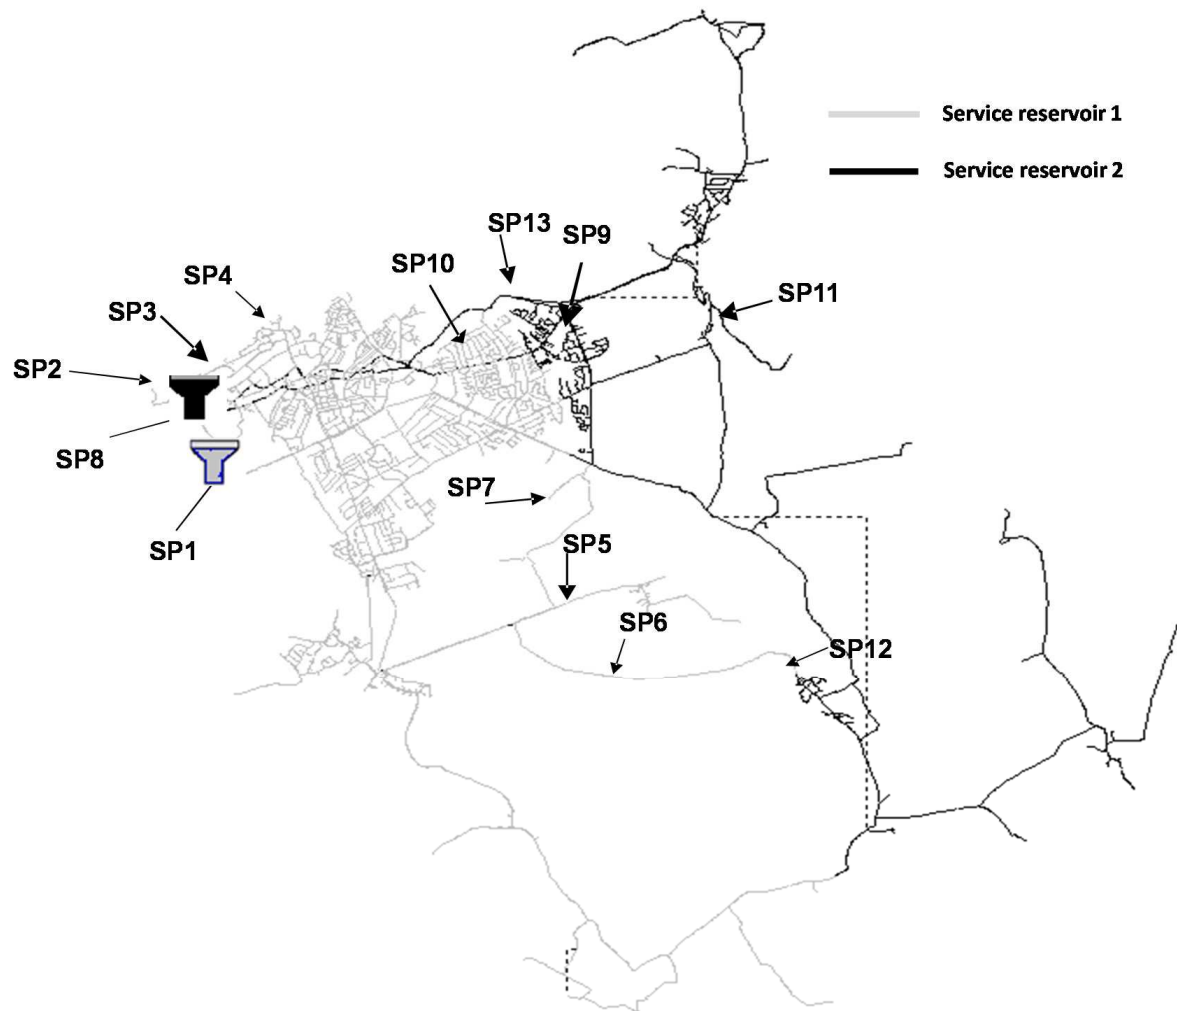 Service reservoir 1
Service reservoir 2
SP13
SP9
SP10
SP4
SP11
SP3
SP2
SP8
SP7
SP1
SP5
SP6
SP12